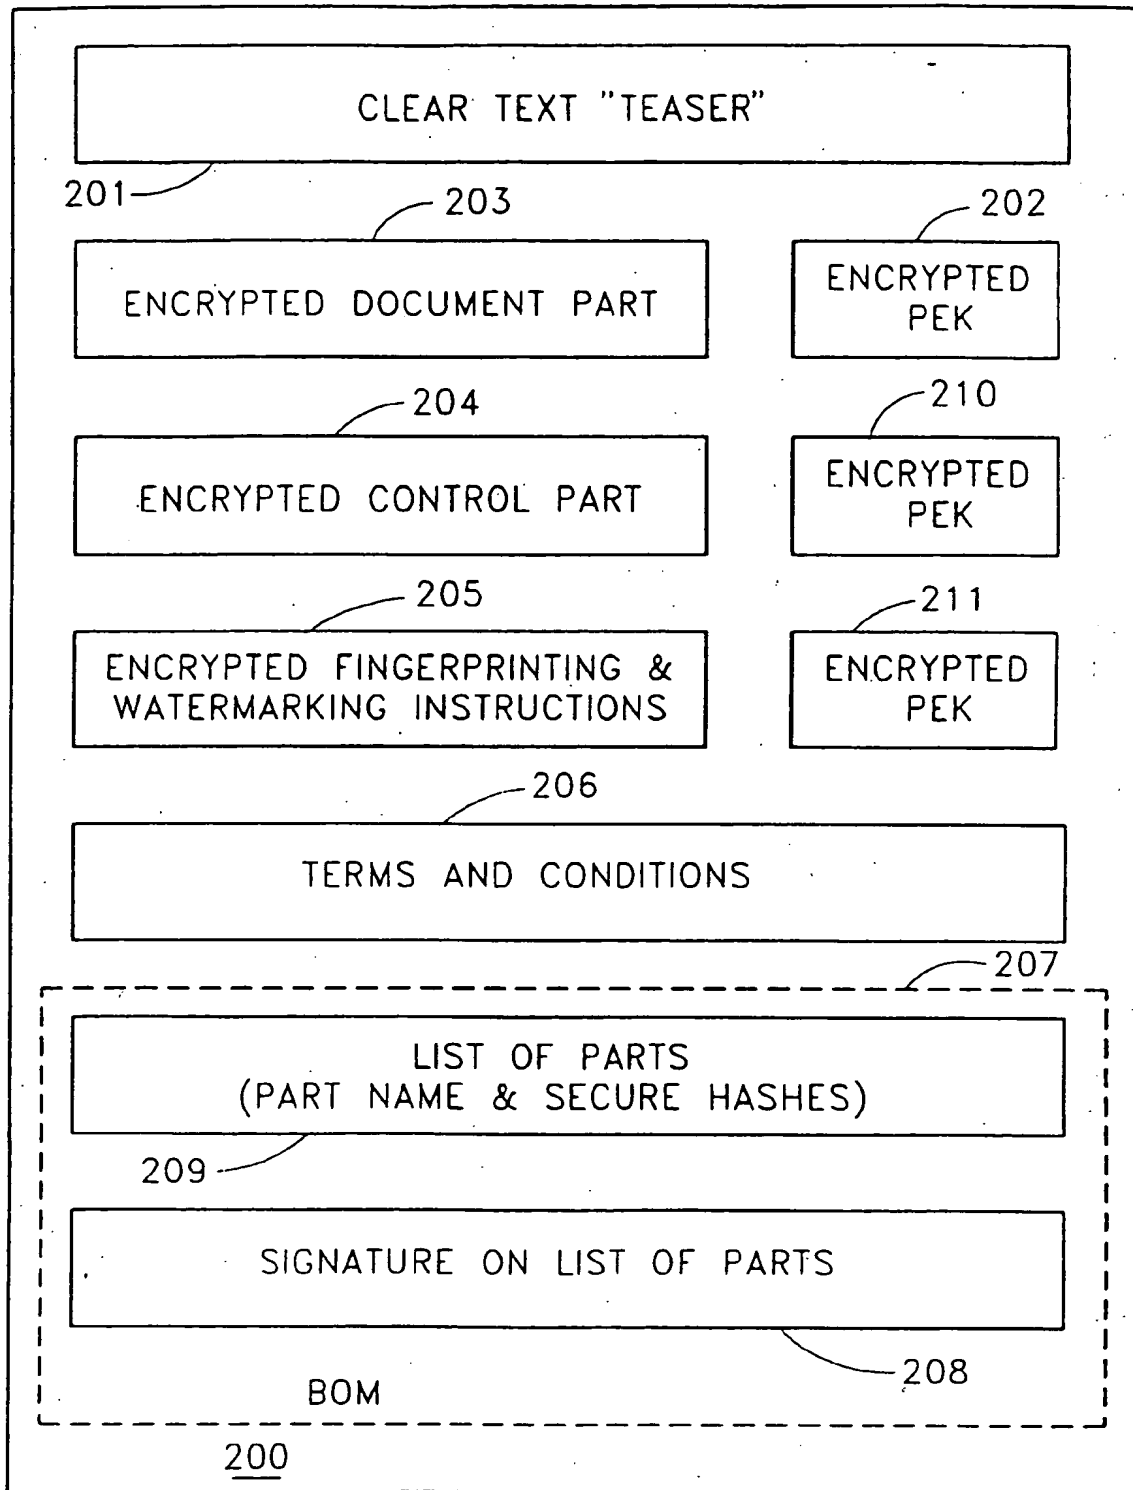 CLEAR TEXT "TEASER"
201
203
202
ENCRYPTED DOCUMENT PART
ENCRYPTED
PEK
204
210
ENCRYPTED CONTROL PART
ENCRYPTED
PEK
205
211
ENCRYPTED FINGERPRINTING &
WATERMARKING INSTRUCTIONS
ENCRYPTED
PEK
206
TERMS AND CONDITIONS
207
LIST OF PARTS
(PART NAME & SECURE HASHES)
209
SIGNATURE ON LIST OF PARTS
208
BOM
200